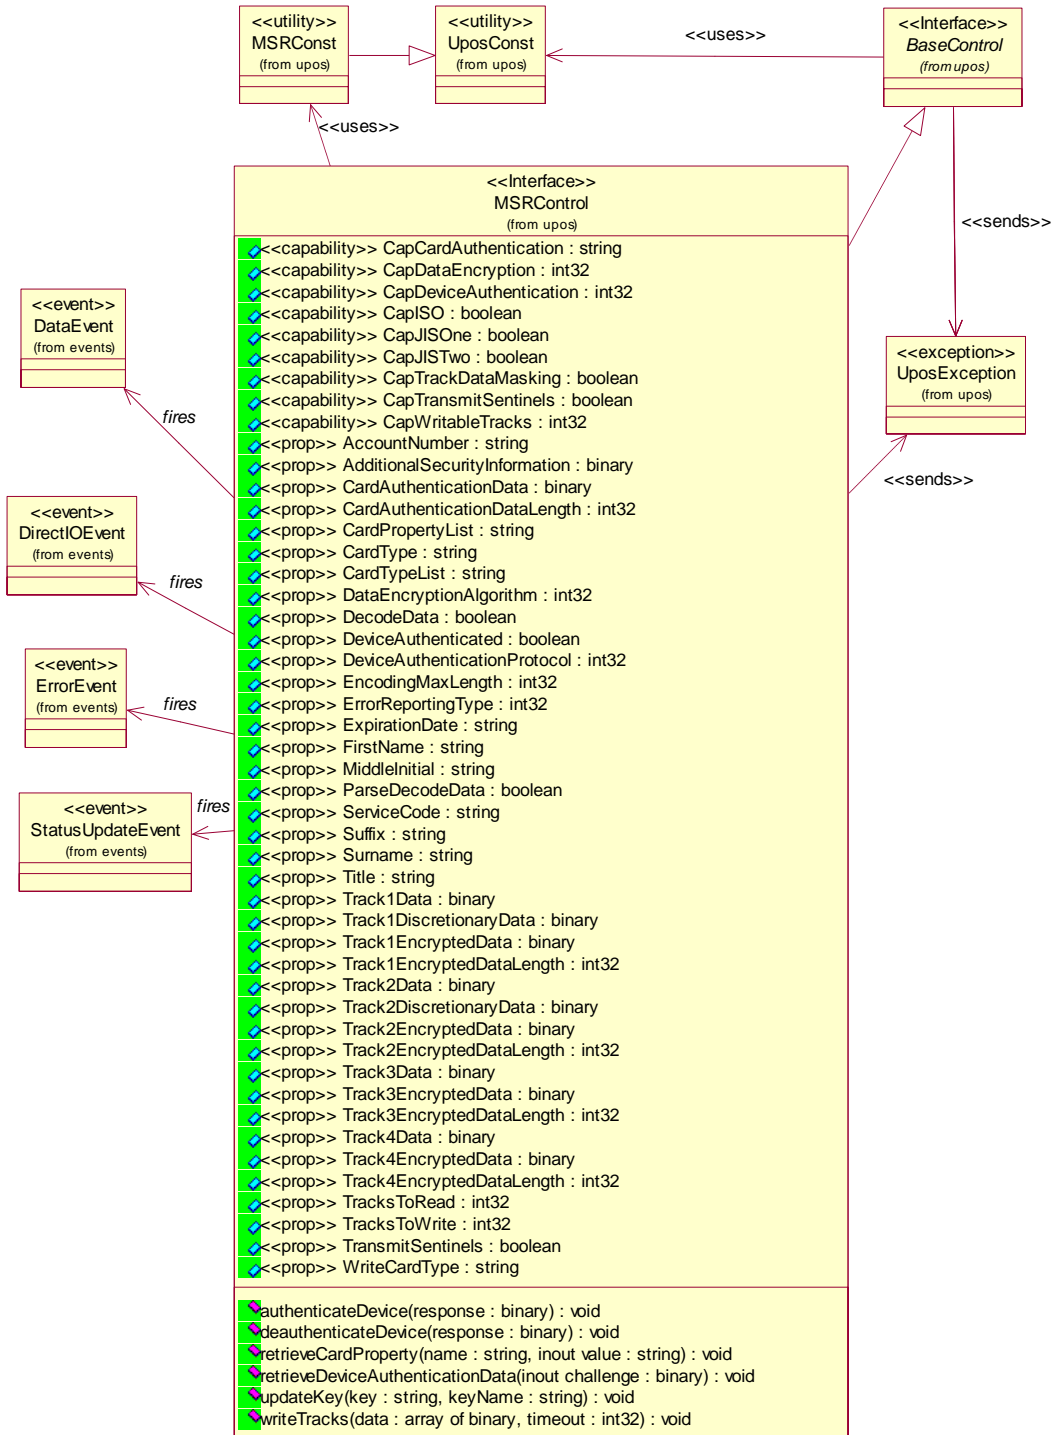 <<utility>>
MSRConst
(from upos)
<<utility>>
UposConst
(from upos)
<<uses>>
<<Interface>>
BaseControl
(from upos)
<<uses>>
<<Interface>>
MSRControl
(from upos)
<<sends>>
<<capability>> CapCardAuthentication : string
<<capability>> CapDataEncryption : int32
<<capability>> CapDeviceAuthentication : int32
<<capability>> CapISO : boolean
<<capability>> CapJISOne : boolean
<<capability>> CapJISTwo : boolean
<<capability>> CapTrackDataMasking : boolean
<<capability>> CapTransmitSentinels : boolean
<<capability>> CapWritableTracks : int32
<<prop>> AccountNumber : string
<<prop>> AdditionalSecurityInformation : binary
<<prop>> CardAuthenticationData : binary
<<prop>> CardAuthenticationDataLength : int32
<<prop>> CardPropertyList : string
<<prop>> CardType : string
<<prop>> CardTypeList : string
<<prop>> DataEncryptionAlgorithm : int32
<<prop>> DecodeData : boolean
<<prop>> DeviceAuthenticated : boolean
<<prop>> DeviceAuthenticationProtocol : int32
<<prop>> EncodingMaxLength : int32
<<prop>> ErrorReportingType : int32
<<prop>> ExpirationDate : string
<<prop>> FirstName : string
<<prop>> MiddleInitial : string
<<prop>> ParseDecodeData : boolean
<<prop>> ServiceCode : string
<<prop>> Suffix : string
<<prop>> Surname : string
<<prop>> Title : string
<<prop>> Track1Data : binary
<<prop>> Track1DiscretionaryData : binary
<<prop>> Track1EncryptedData : binary
<<prop>> Track1EncryptedDataLength : int32
<<prop>> Track2Data : binary
<<prop>> Track2DiscretionaryData : binary
<<prop>> Track2EncryptedData : binary
<<prop>> Track2EncryptedDataLength : int32
<<prop>> Track3Data : binary
<<prop>> Track3EncryptedData : binary
<<prop>> Track3EncryptedDataLength : int32
<<prop>> Track4Data : binary
<<prop>> Track4EncryptedData : binary
<<prop>> Track4EncryptedDataLength : int32
<<prop>> TracksToRead : int32
<<prop>> TracksToWrite : int32
<<prop>> TransmitSentinels : boolean
<<prop>> WriteCardType : string
authenticateDevice(response : binary) : void
deauthenticateDevice(response : binary) : void
retrieveCardProperty(name : string, inout value : string) : void
retrieveDeviceAuthenticationData(inout challenge : binary) : void
updateKey(key : string, keyName : string) : void
writeTracks(data : array of binary, timeout : int32) : void
<<event>>
DataEvent
(from events)
fires
<<event>>
DirectIOEvent
(from events)
fires
<<event>>
ErrorEvent
(from events)
fires
<<event>>
StatusUpdateEvent
(from events)
fires
<<exception>>
UposException
(from upos)
<<sends>>